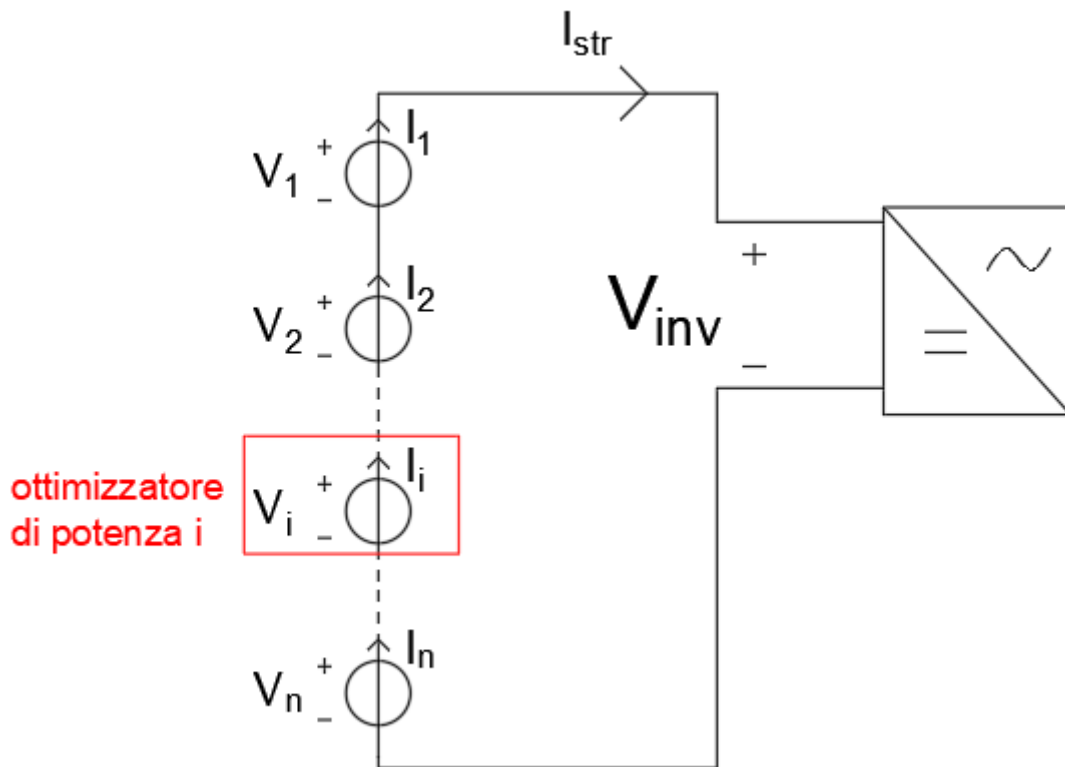 Istr
I1
V1
+
−
I2
V2
+
−
+
Vinv
−
ottimizzatore
di potenza i
Ii
Vi
+
−
In
Vn
+
−